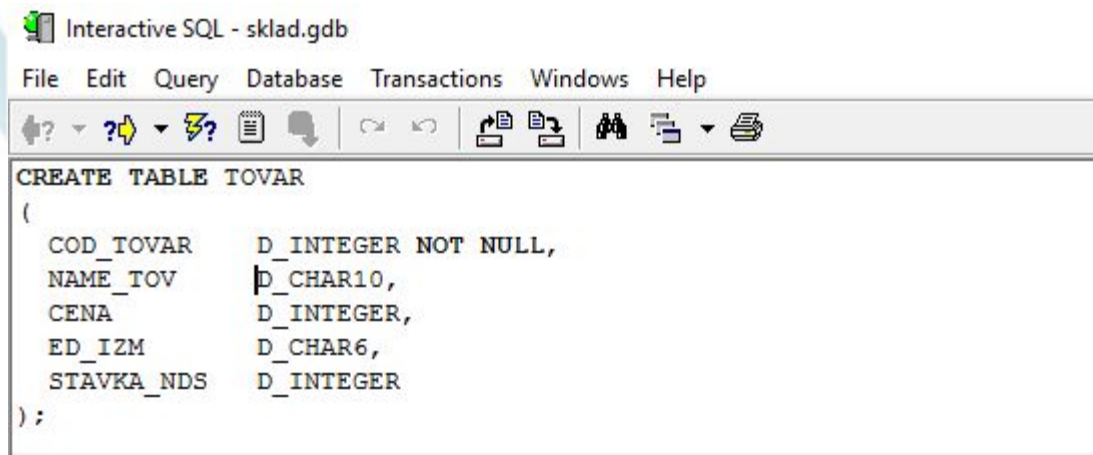 Interactive SQL - sklad.gdb
File Edit Query Database Transactions Windows Help
CREATE TABLE TOVAR
(
COD_TOVAR D_INTEGER NOT NULL,
NAME_TOV D_CHAR10,
CENA D_INTEGER,
ED_IZM D_CHAR6,
STAVKA_NDS D_INTEGER
);